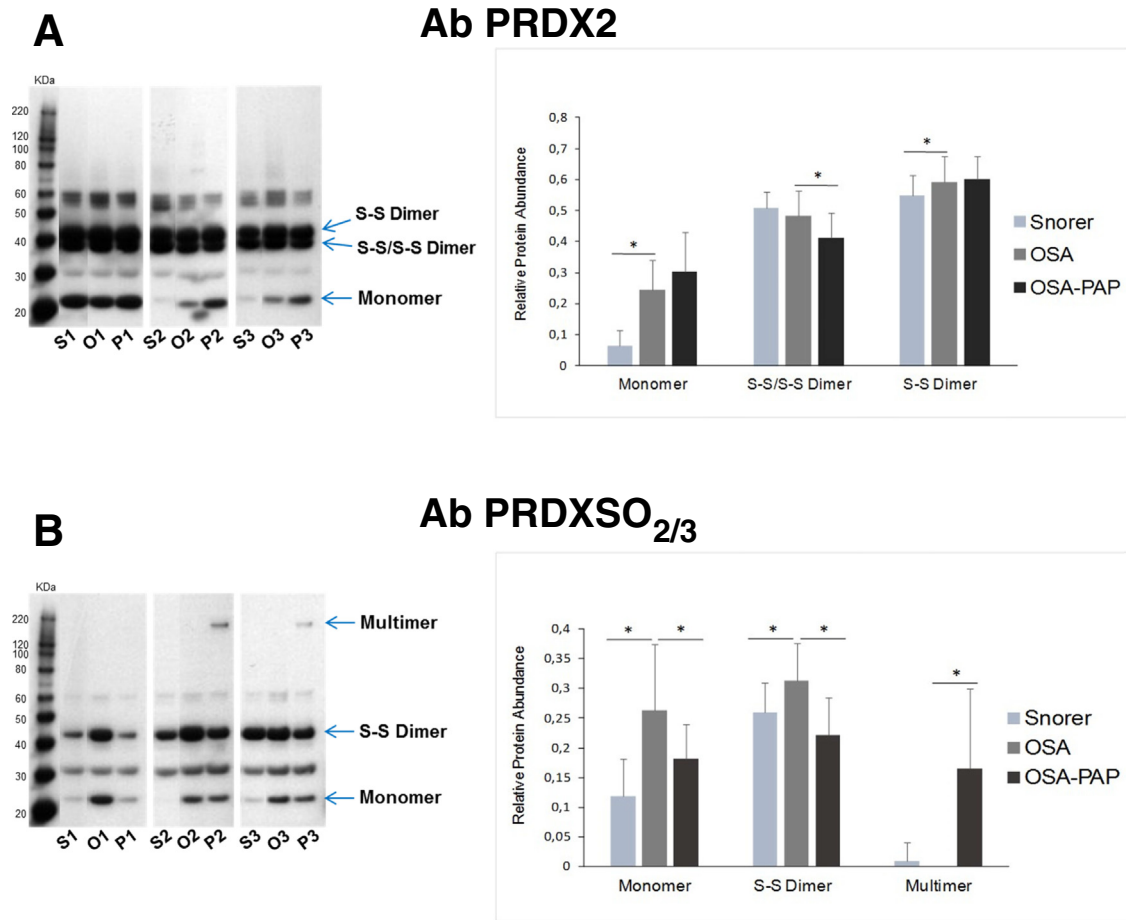 A
Ab PRDX2
KDa
220
120
100
80
60
50
40
30
20
S-S Dimer
S-S/S-S Dimer
Monomer
S1 O1 P1 S2 O2 P2 S3 O3 P3
Relative Protein Abundance
0,8
0,7
0,6
0,5
0,4
0,3
0,2
0,1
0
* * *
Monomer S-S/S-S Dimer S-S Dimer
Snorer
OSA
OSA-PAP
B
Ab PRDXSO2/3
KDa
220
120
100
80
60
50
40
30
20
Multimer
S-S Dimer
Monomer
S1 O1 P1 S2 O2 P2 S3 O3 P3
Relative Protein Abundance
0,4
0,35
0,3
0,25
0,2
0,15
0,1
0,05
0
* * * * *
Monomer S-S Dimer Multimer
Snorer
OSA
OSA-PAP